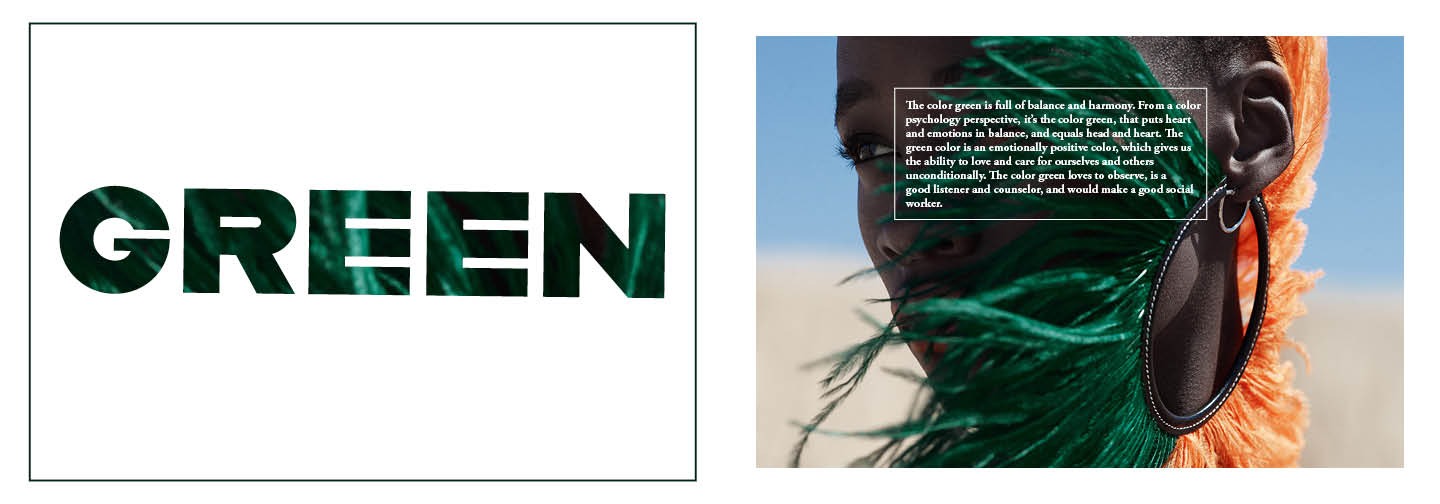 GREEN
The color green is full of balance and harmony. From a color
psychology perspective, it's the color green, that puts heart
and emotions in balance, and equals head and heart. The
green color is an emotionally positive color, which gives us
the ability to love and care for ourselves and others
unconditionally. The color green loves to observe, is a
good listener and counselor, and would make a good social
worker.